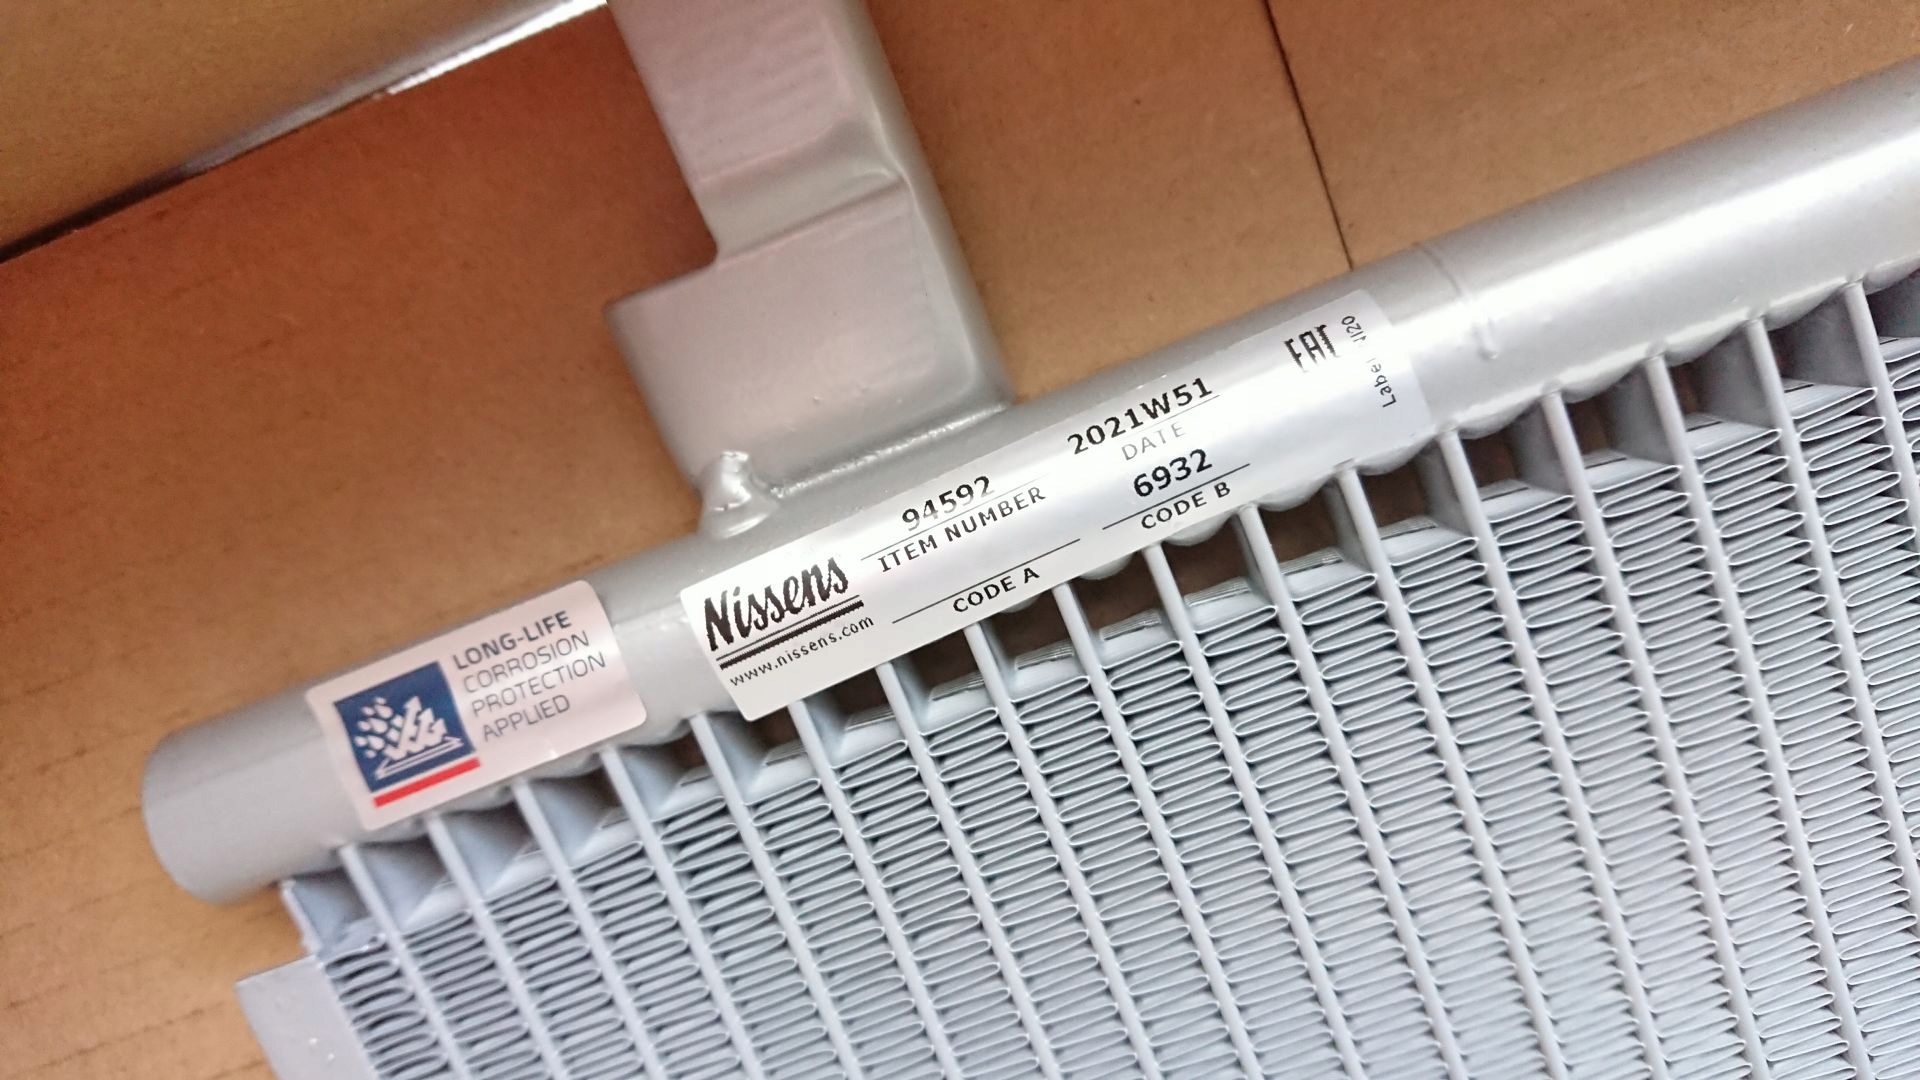 LONG-LIFE
CORROSION
PROTECTION
APPLIED
Nissens
www.nissens.com
94592
ITEM NUMBER
CODE A
2021W51
DATE
6932
CODE B
EAC
Label